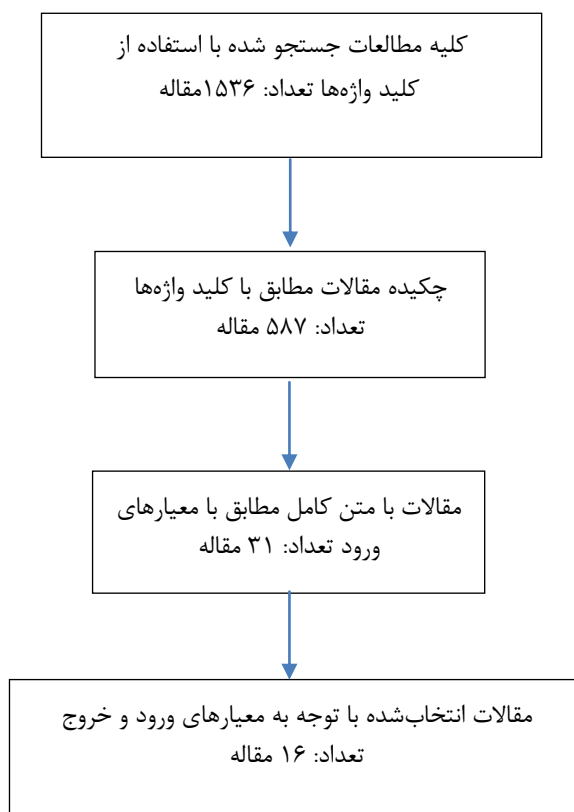 کلیه مطالعات جستجو شده با استفاده از
کلید واژه‌ها تعداد: ۱۵۳۶مقاله
چکیده مقالات مطابق با کلید واژه‌ها
تعداد: ۵۸۷ مقاله
مقالات با متن کامل مطابق با معیارهای
ورود تعداد: ۳۱ مقاله
مقالات انتخاب‌شده با توجه به معیارهای ورود و خروج
تعداد: ۱۶ مقاله